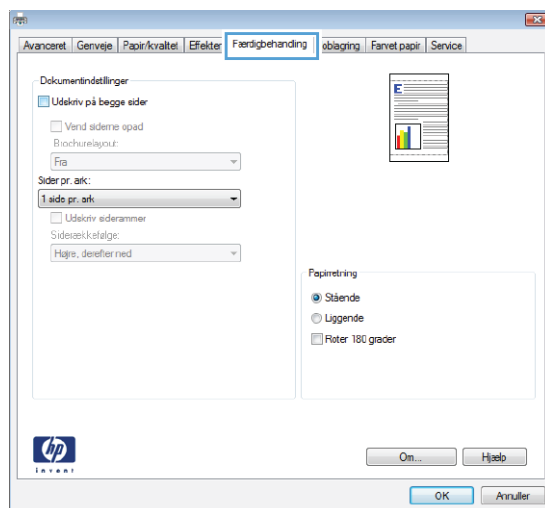 Avanceret Genveje Papir/kvalitet Effekter Færdigbehandling oblagring Farvet papir Service
Dokumentindstillinger
Udskriv på begge sider
Vend siderne opad
Brochurelayout:
Fra
Sider pr. ark:
1 side pr. ark
Udskriv siderammer
Siderækkefølge:
Højre, derefter ned
E
Papirretning
Stående
Liggende
Roter 180 grader
hp
invent
Om... Hjælp
OK Annuller